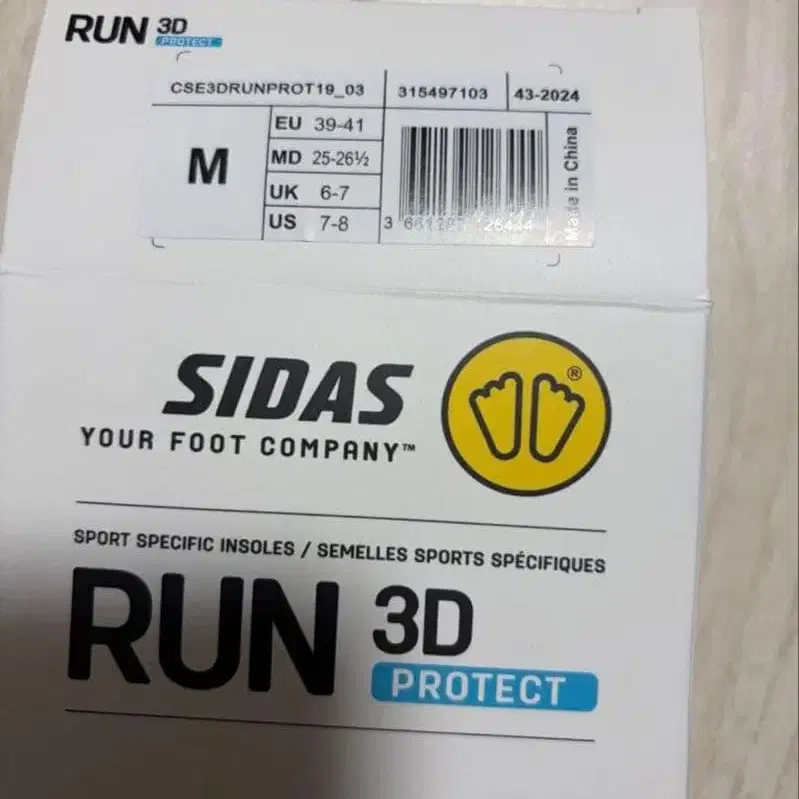 RUN 3D PROTECT
CSE3DRUNPROT19_03 315497103 43-2024
M
EU 39-41
MD 25-26½
UK 6-7
US 7-8
3
Made in China
SIDAS ®
YOUR FOOT COMPANY™
SPORT SPECIFIC INSOLES / SEMELLES SPORTS SPÉCIFIQUES
RUN 3D
PROTECT